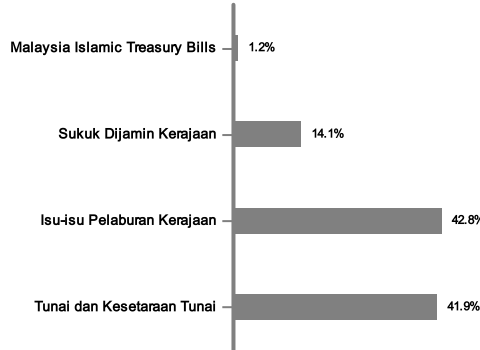 Malaysia Islamic Treasury Bills 1.2%
Sukuk Dijamin Kerajaan 14.1%
Isu-isu Pelaburan Kerajaan 42.8%
Tunai dan Kesetaraan Tunai 41.9%